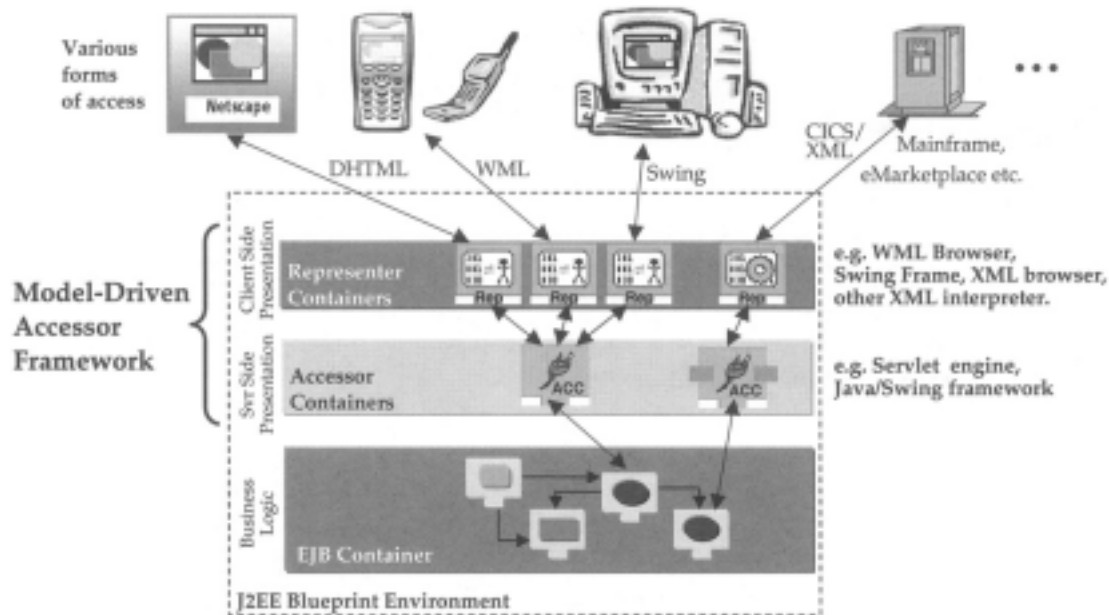 Various
forms
of access
Netscape
DHTML
WML
Swing
CICS/
XML
Mainframe,
eMarketplace etc.
Model-Driven
Accessor
Framework
Client Side
Presentation
Representer
Containers
Rep
Rep
Rep
Rep
e.g. WML Browser,
Swing Frame, XML browser,
other XML interpreter.
Svr Side
Presentation
Accessor
Containers
ACC
ACC
e.g. Servlet engine,
Java/Swing framework
Business
Logic
EJB Container
J2EE Blueprint Environment